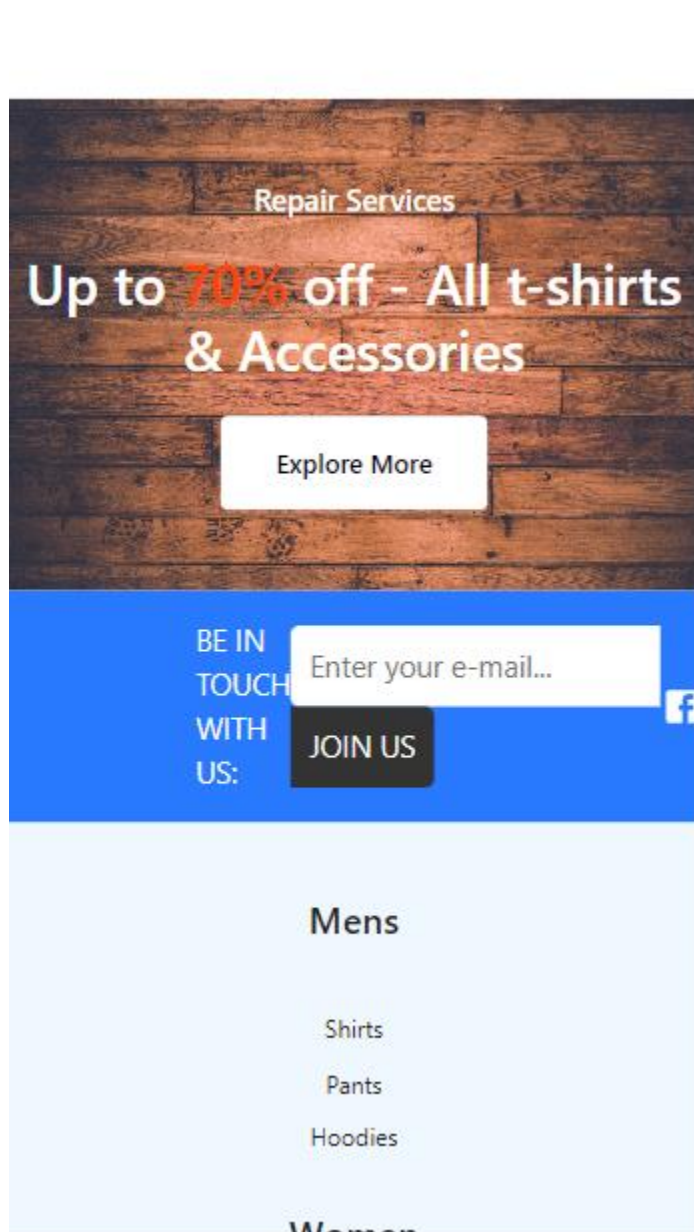 Repair Services
Up to 70% off - All t-shirts
& Accessories
Explore More
BE IN
TOUCH
WITH
US:
Enter your e-mail...
JOIN US
Mens
Shirts
Pants
Hoodies
Women